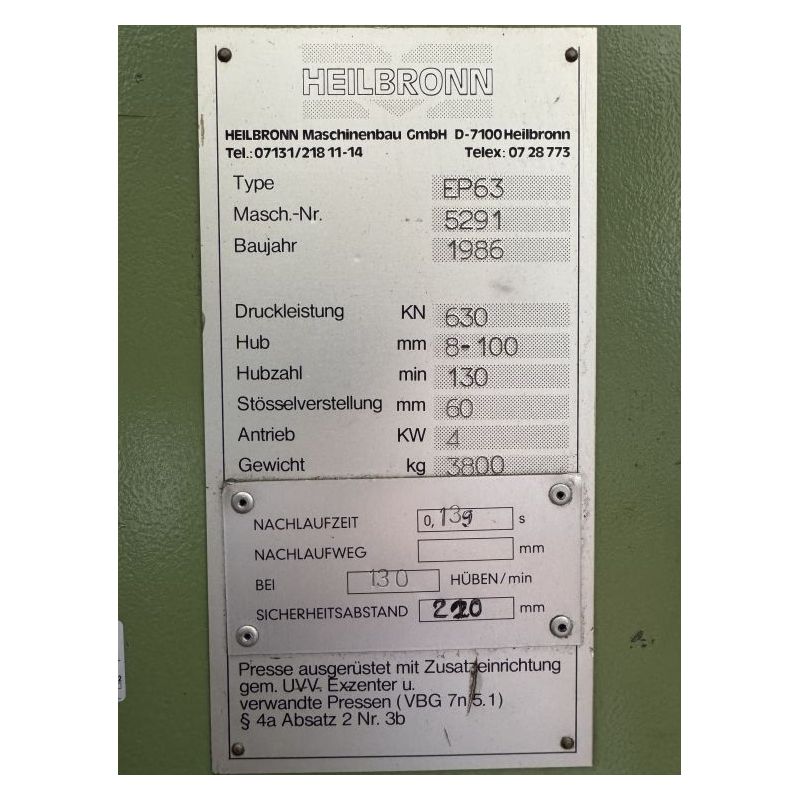 HEILBRONN
HEILBRONN Maschinenbau GmbH D-7100 Heilbronn
Tel.: 07131/218 11-14 Telex: 07 28 773
Type EP63
Masch.-Nr. 5291
Baujahr 1986
Druckleistung KN 630
Hub mm 8-100
Hubzahl min 130
Stösselverstellung mm 60
Antrieb KW 4
Gewicht kg 3800
NACHLAUFZEIT 0,139 s
NACHLAUFWEG mm
BEI 130 HÜBEN/min
SICHERHEITSABSTAND 220 mm
Presse ausgerüstet mit Zusatzeinrichtung
gem. UVV. Exzenter u.
verwandte Pressen (VBG 7n 5.1)
§ 4a Absatz 2 Nr. 3b